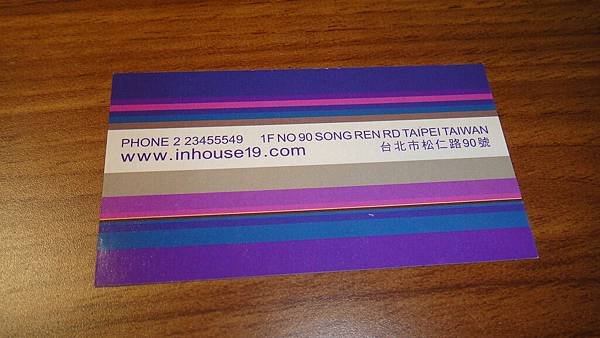 PHONE 2 23455549 1F NO 90 SONG REN RD TAIPEI TAIWAN
www.inhouse19.com 台北市松仁路90號